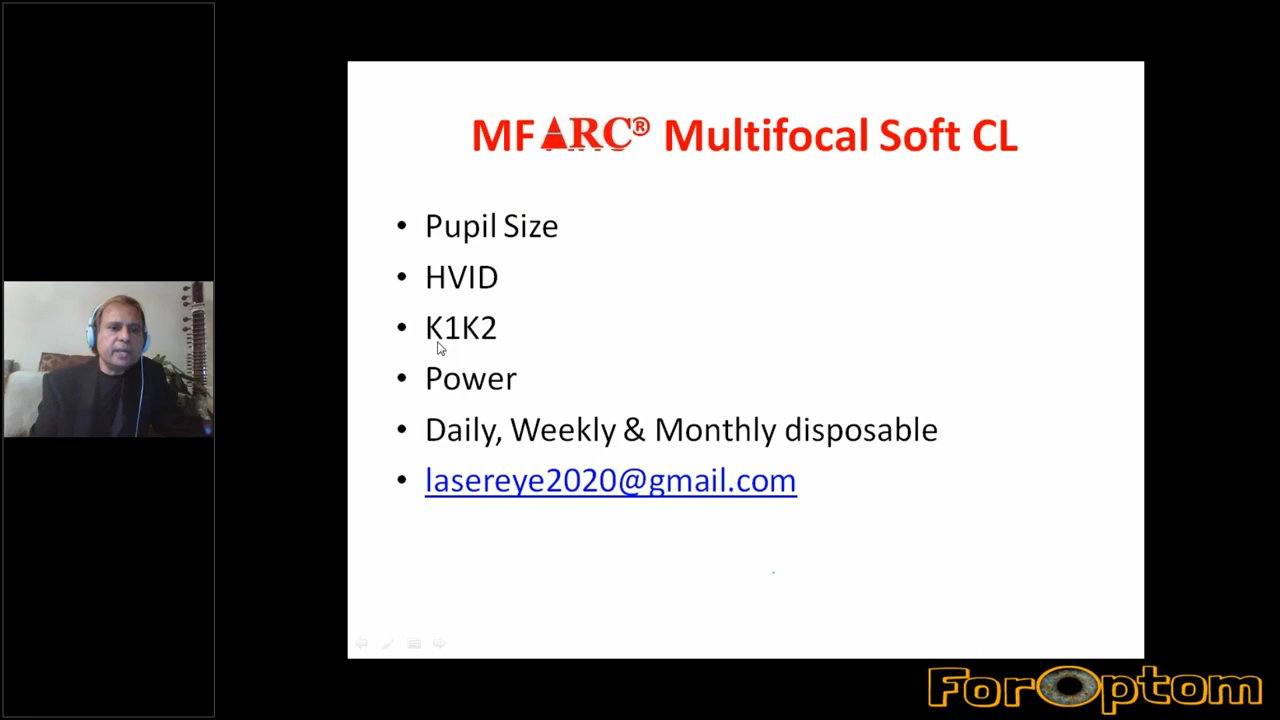 MFARC® Multifocal Soft CL
• Pupil Size
• HVID
• K1K2
• Power
• Daily, Weekly & Monthly disposable
• lasereye2020@gmail.com
ForOptom